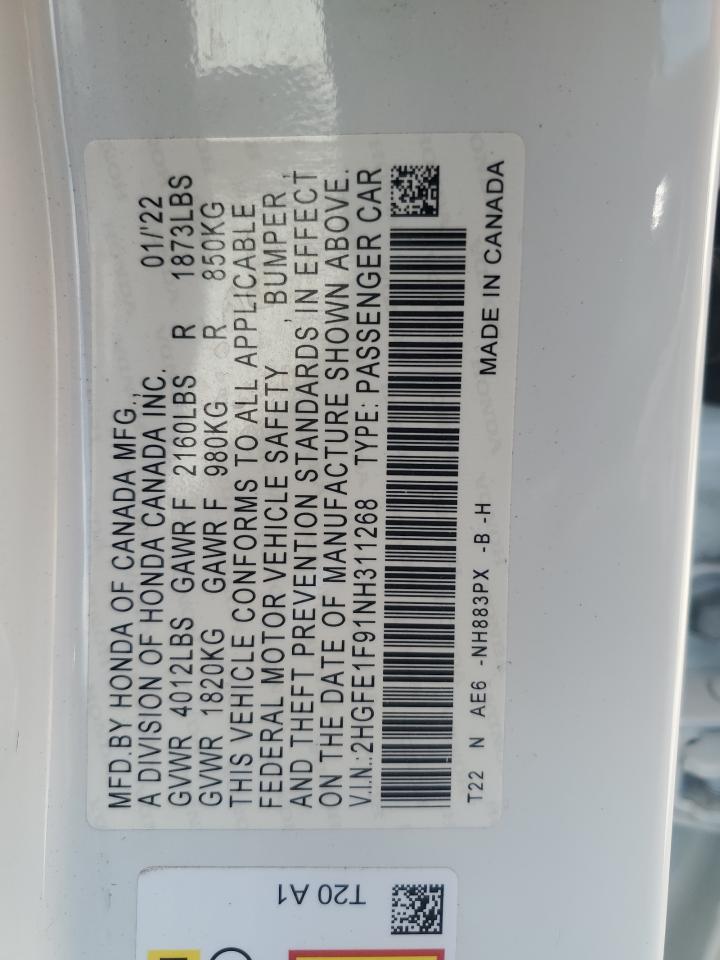 MFD.BY HONDA OF CANADA MFG.,
A DIVISION OF HONDA CANADA INC. 01/'22
GVWR 4012LBS GAWR F 2160LBS R 1873LBS
GVWR 1820KG GAWR F 980KG R 850KG
THIS VEHICLE CONFORMS TO ALL APPLICABLE
FEDERAL MOTOR VEHICLE SAFETY , BUMPER ,
AND THEFT PREVENTION STANDARDS IN EFFECT
ON THE DATE OF MANUFACTURE SHOWN ABOVE.
V.I.N.: 2HGFE1F91NH311268 TYPE: PASSENGER CAR
T22 N AE6 -NH883PX -B -H MADE IN CANADA
T20 A1